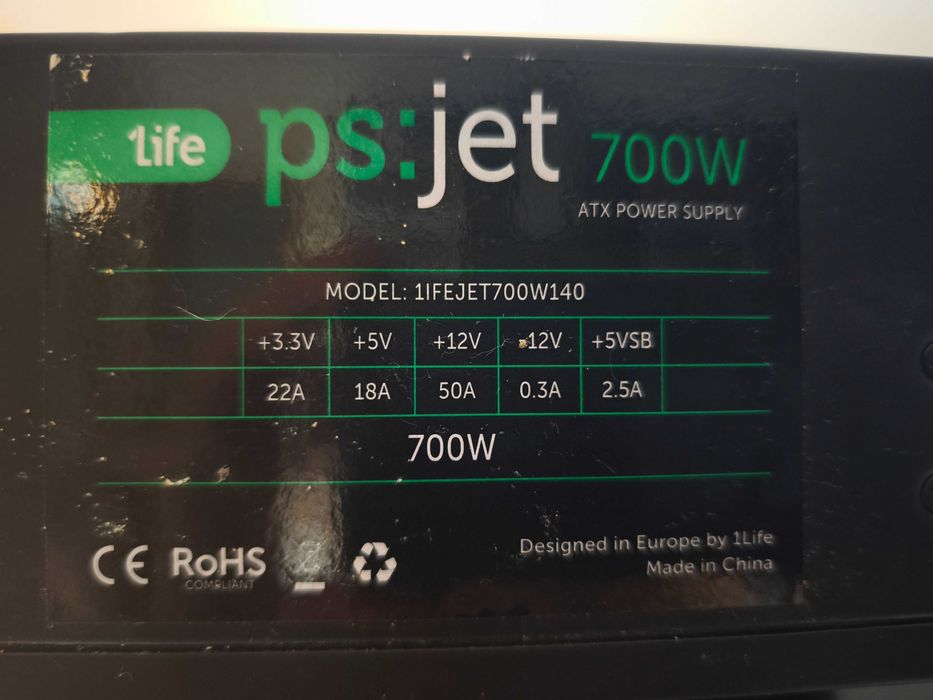 1Life ps:jet 700W
ATX POWER SUPPLY
MODEL: 1IFEJET700W140
+3.3V +5V +12V -12V +5VSB
22A 18A 50A 0.3A 2.5A
700W
CE RoHS
COMPLIANT
Designed in Europe by 1Life
Made in China